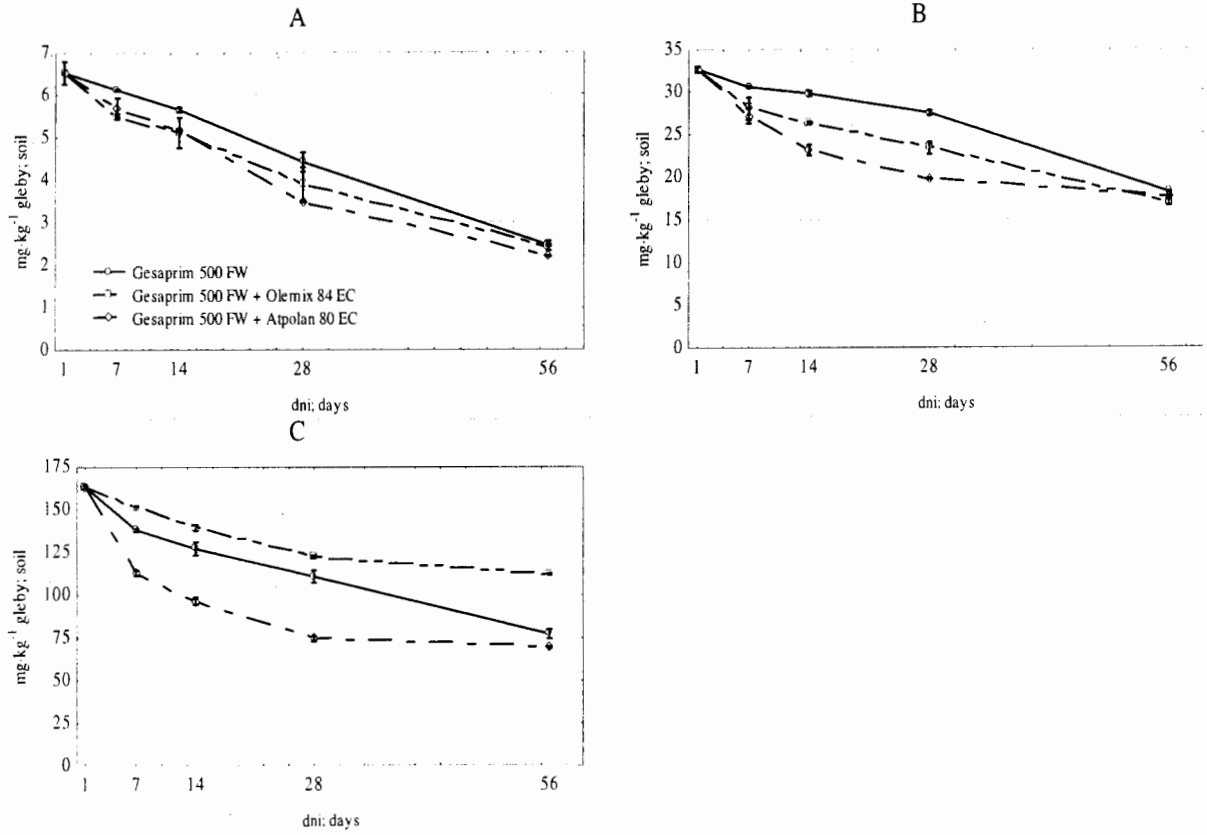 A
7
6
5
4
3
2
1
0
mg·kg⁻¹ gleby; soil
Gesaprim 500 FW
Gesaprim 500 FW + Olemix 84 EC
Gesaprim 500 FW + Atpolan 80 EC
1 7 14 28 56
dni; days
B
35
30
25
20
15
10
5
0
mg·kg⁻¹ gleby; soil
1 7 14 28 56
dni; days
C
175
150
125
100
75
50
25
0
mg·kg⁻¹ gleby; soil
1 7 14 28 56
dni; days